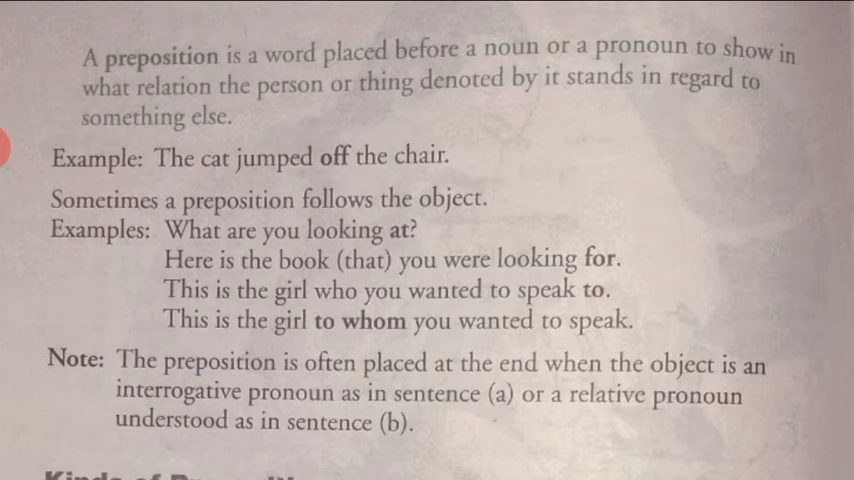 A preposition is a word placed before a noun or a pronoun to show in
what relation the person or thing denoted by it stands in regard to
something else.
Example: The cat jumped off the chair.
Sometimes a preposition follows the object.
Examples: What are you looking at?
Here is the book (that) you were looking for.
This is the girl who you wanted to speak to.
This is the girl to whom you wanted to speak.
Note: The preposition is often placed at the end when the object is an
interrogative pronoun as in sentence (a) or a relative pronoun
understood as in sentence (b).
Kinds of